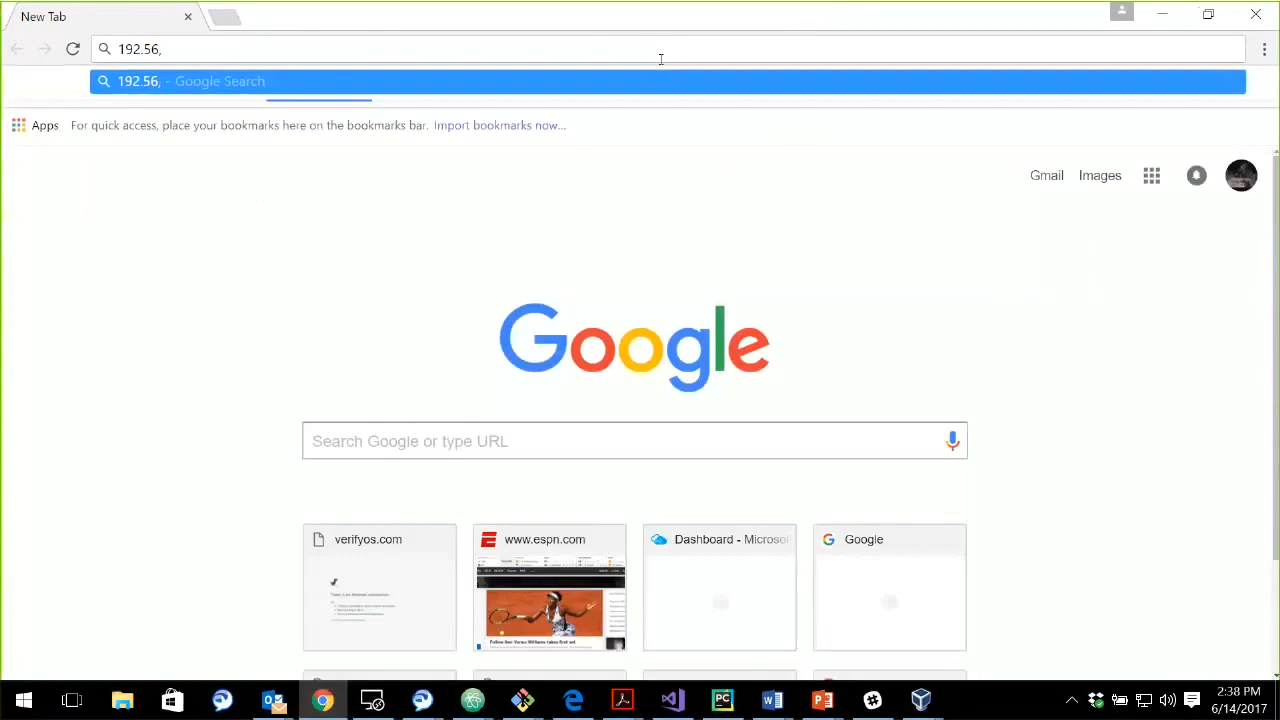 New Tab
192.56,
192.56, - Google Search
Apps For quick access, place your bookmarks here on the bookmarks bar. Import bookmarks now...
Gmail Images
Google
Search Google or type URL
verifyos.com
www.espn.com
Dashboard - Microsof
Google
2:38 PM
6/14/2017